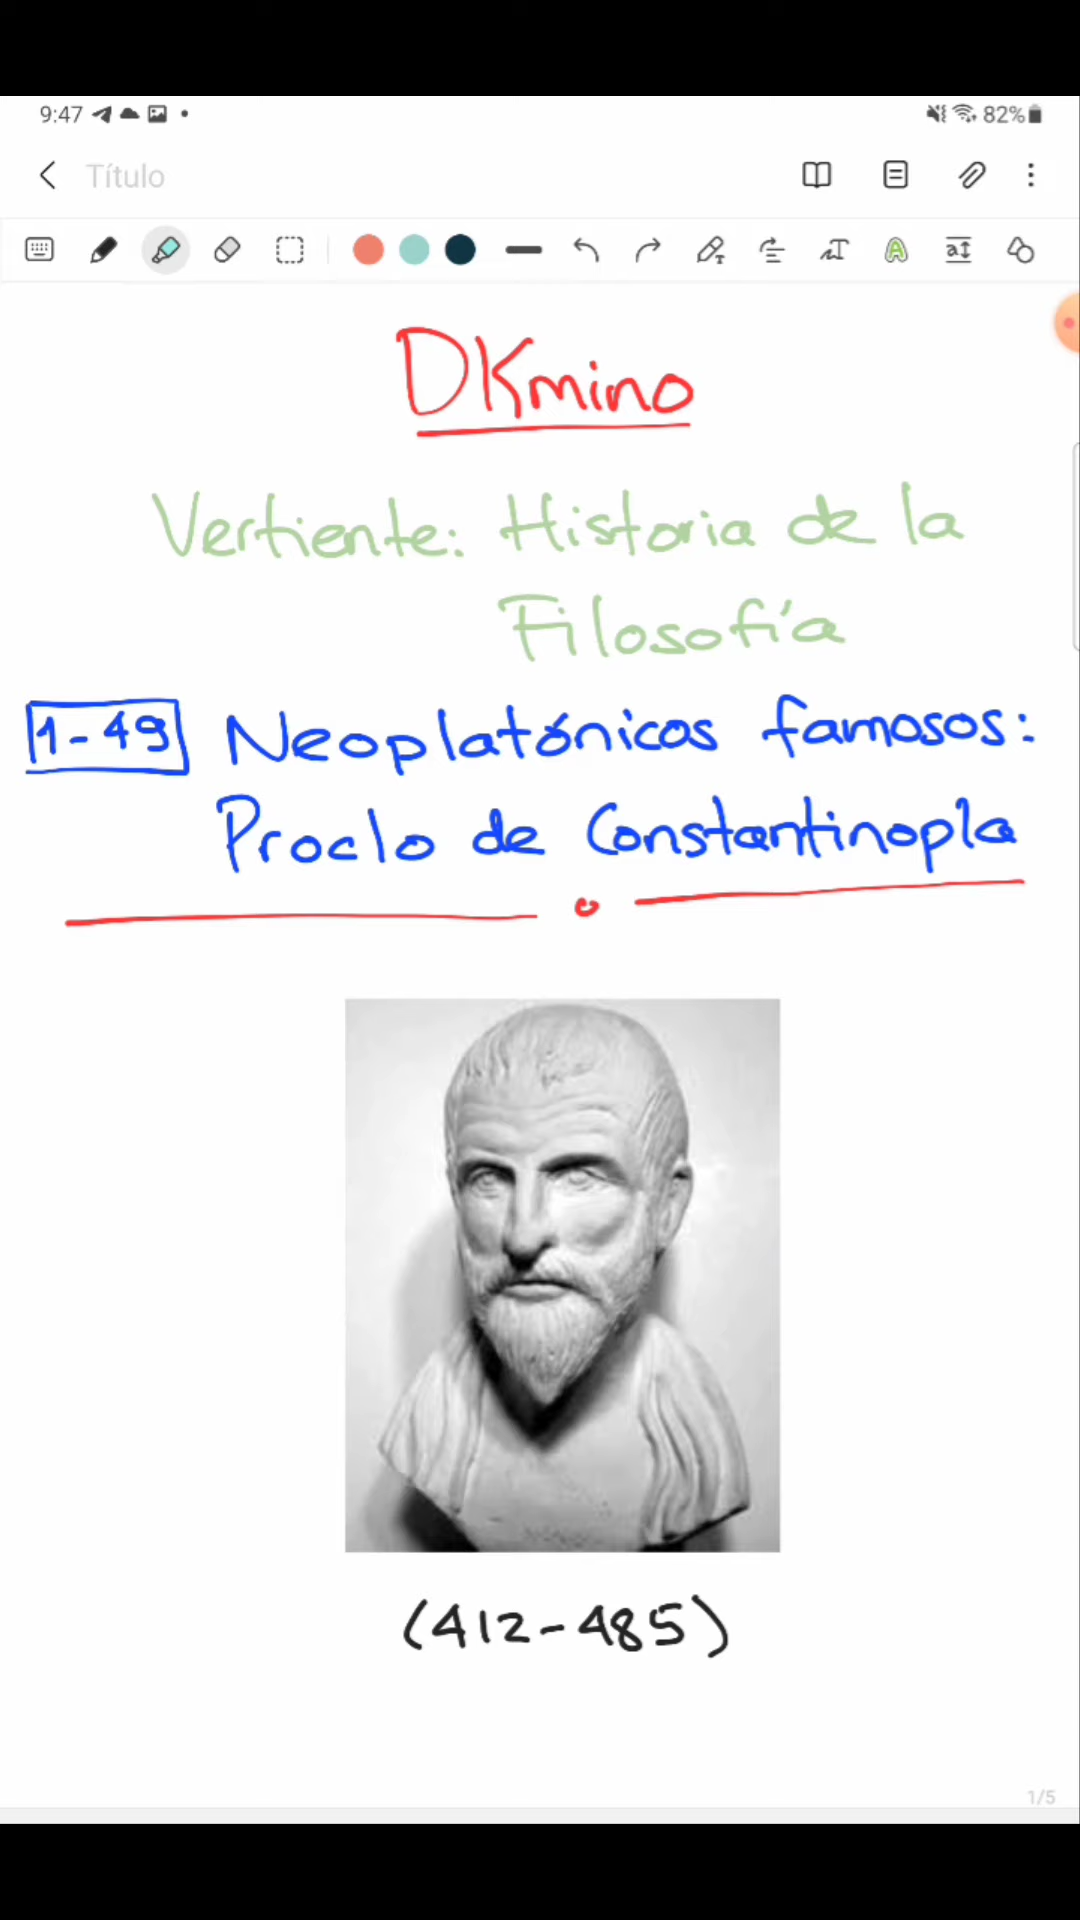 9:47
82%
Título
DKmino
Vertiente: Historia de la
Filosofía
1-49 Neoplatónicos famosos:
Proclo de Constantinopla
(412-485)
1/5